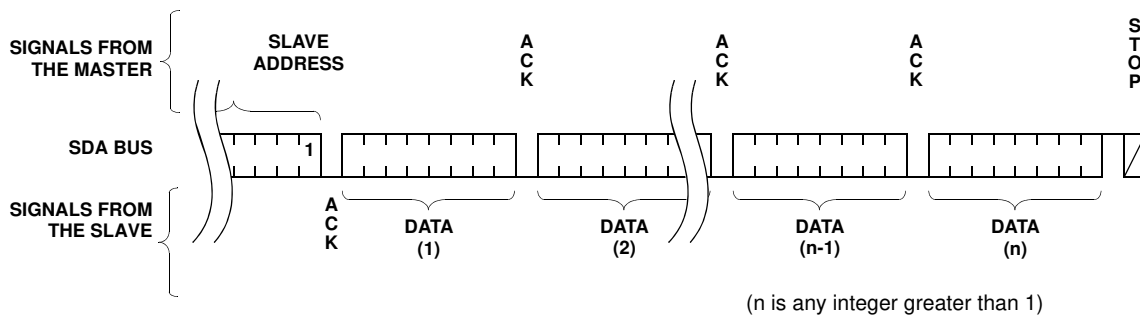 SIGNALS FROM
THE MASTER
SLAVE
ADDRESS
A
C
K
A
C
K
A
C
K
S
T
O
P
SDA BUS
1
SIGNALS FROM
THE SLAVE
A
C
K
DATA
(1)
DATA
(2)
DATA
(n-1)
DATA
(n)
(n is any integer greater than 1)